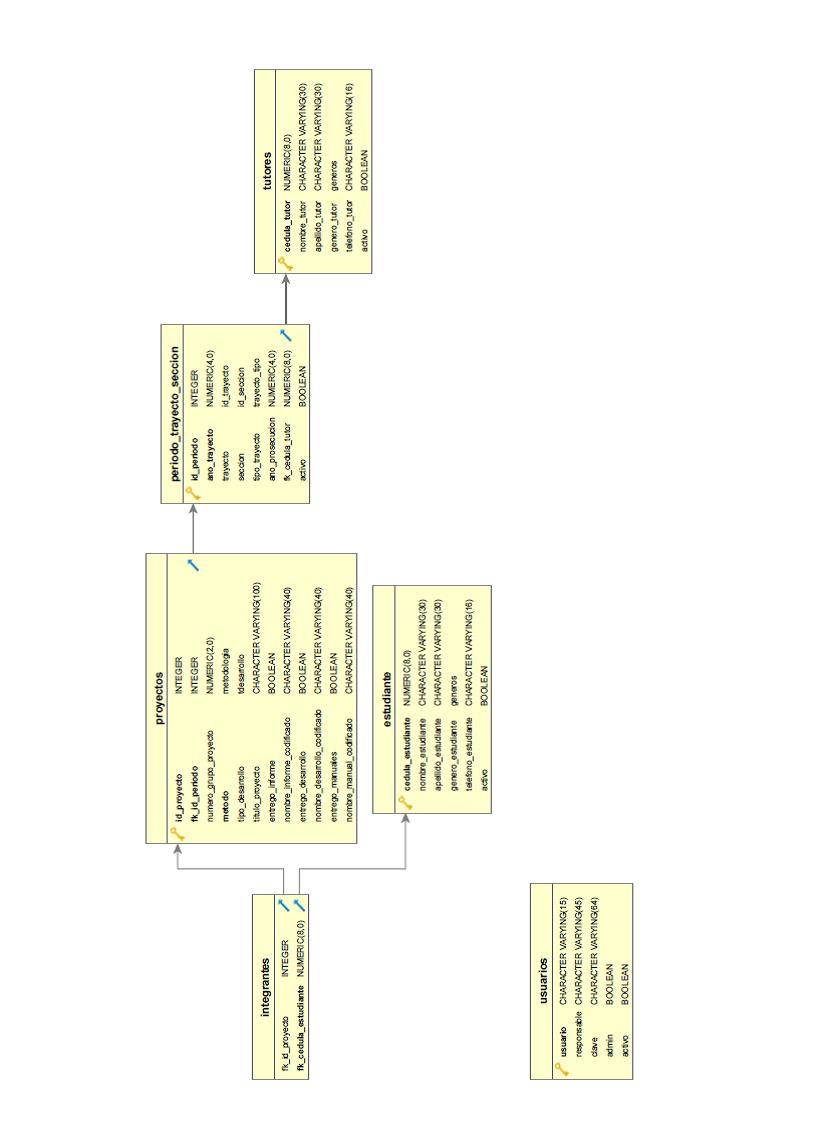 tutores
cedula_tutor NUMERIC(8,0)
nombre_tutor CHARACTER VARYING(30)
apellido_tutor CHARACTER VARYING(30)
genero_tutor generos
telefono_tutor CHARACTER VARYING(16)
activo BOOLEAN
periodo_trayecto_seccion
id_periodo INTEGER
ano_trayecto NUMERIC(4,0)
trayecto id_trayecto
seccion id_seccion
tipo_trayecto trayecto_tipo
ano_prosecucion NUMERIC(4,0)
fk_cedula_tutor NUMERIC(8,0)
activo BOOLEAN
proyectos
id_proyecto INTEGER
fk_id_periodo INTEGER
numero_grupo_proyecto NUMERIC(2,0)
metodo metodologia
tipo_desarrollo tdesarrollo
titulo_proyecto CHARACTER VARYING(100)
entrego_informe BOOLEAN
nombre_informe_codificado CHARACTER VARYING(40)
entrego_desarrollo BOOLEAN
nombre_desarrollo_codificado CHARACTER VARYING(40)
entrego_manuales BOOLEAN
nombre_manual_codificado CHARACTER VARYING(40)
estudiante
cedula_estudiante NUMERIC(8,0)
nombre_estudiante CHARACTER VARYING(30)
apellido_estudiante CHARACTER VARYING(30)
genero_estudiante generos
telefono_estudiante CHARACTER VARYING(16)
activo BOOLEAN
integrantes
fk_id_proyecto INTEGER
fk_cedula_estudiante NUMERIC(8,0)
usuarios
usuario CHARACTER VARYING(15)
responsable CHARACTER VARYING(45)
clave CHARACTER VARYING(64)
admin BOOLEAN
activo BOOLEAN